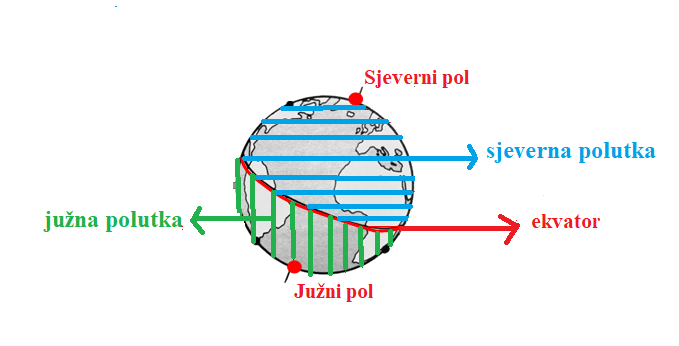 Sjeverni pol
sjeverna polutka
južna polutka
ekvator
Južni pol